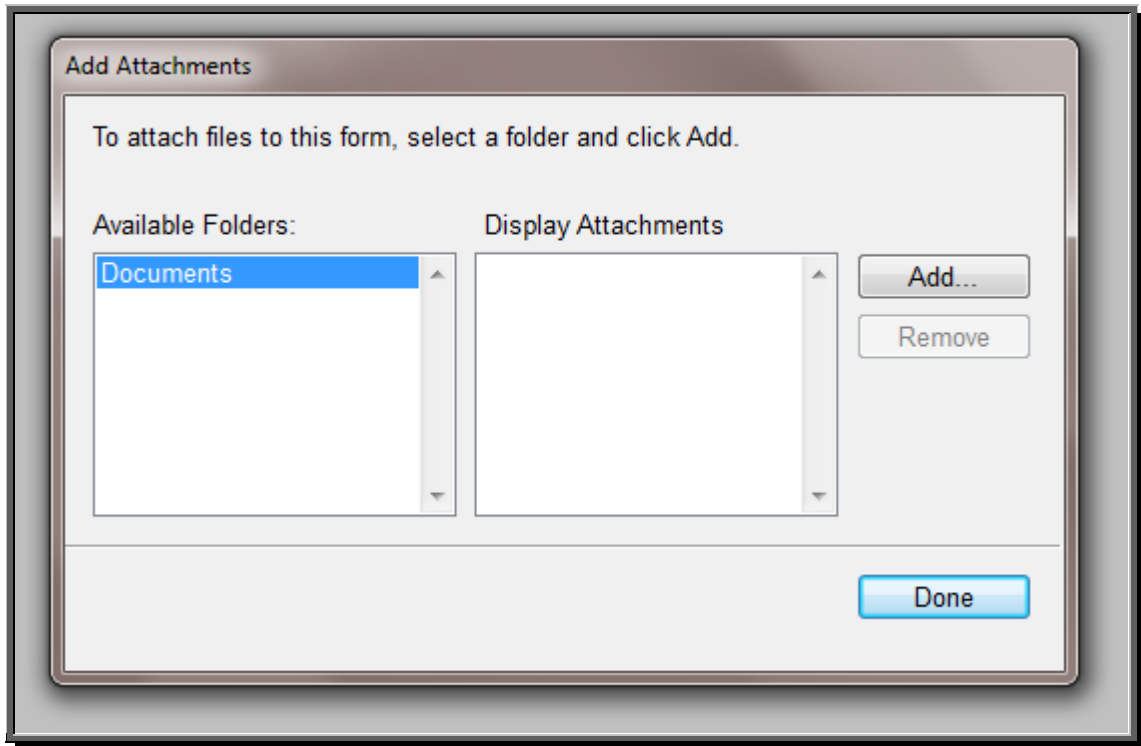 Add Attachments
To attach files to this form, select a folder and click Add.
Available Folders: Display Attachments
Documents
Add...
Remove
Done